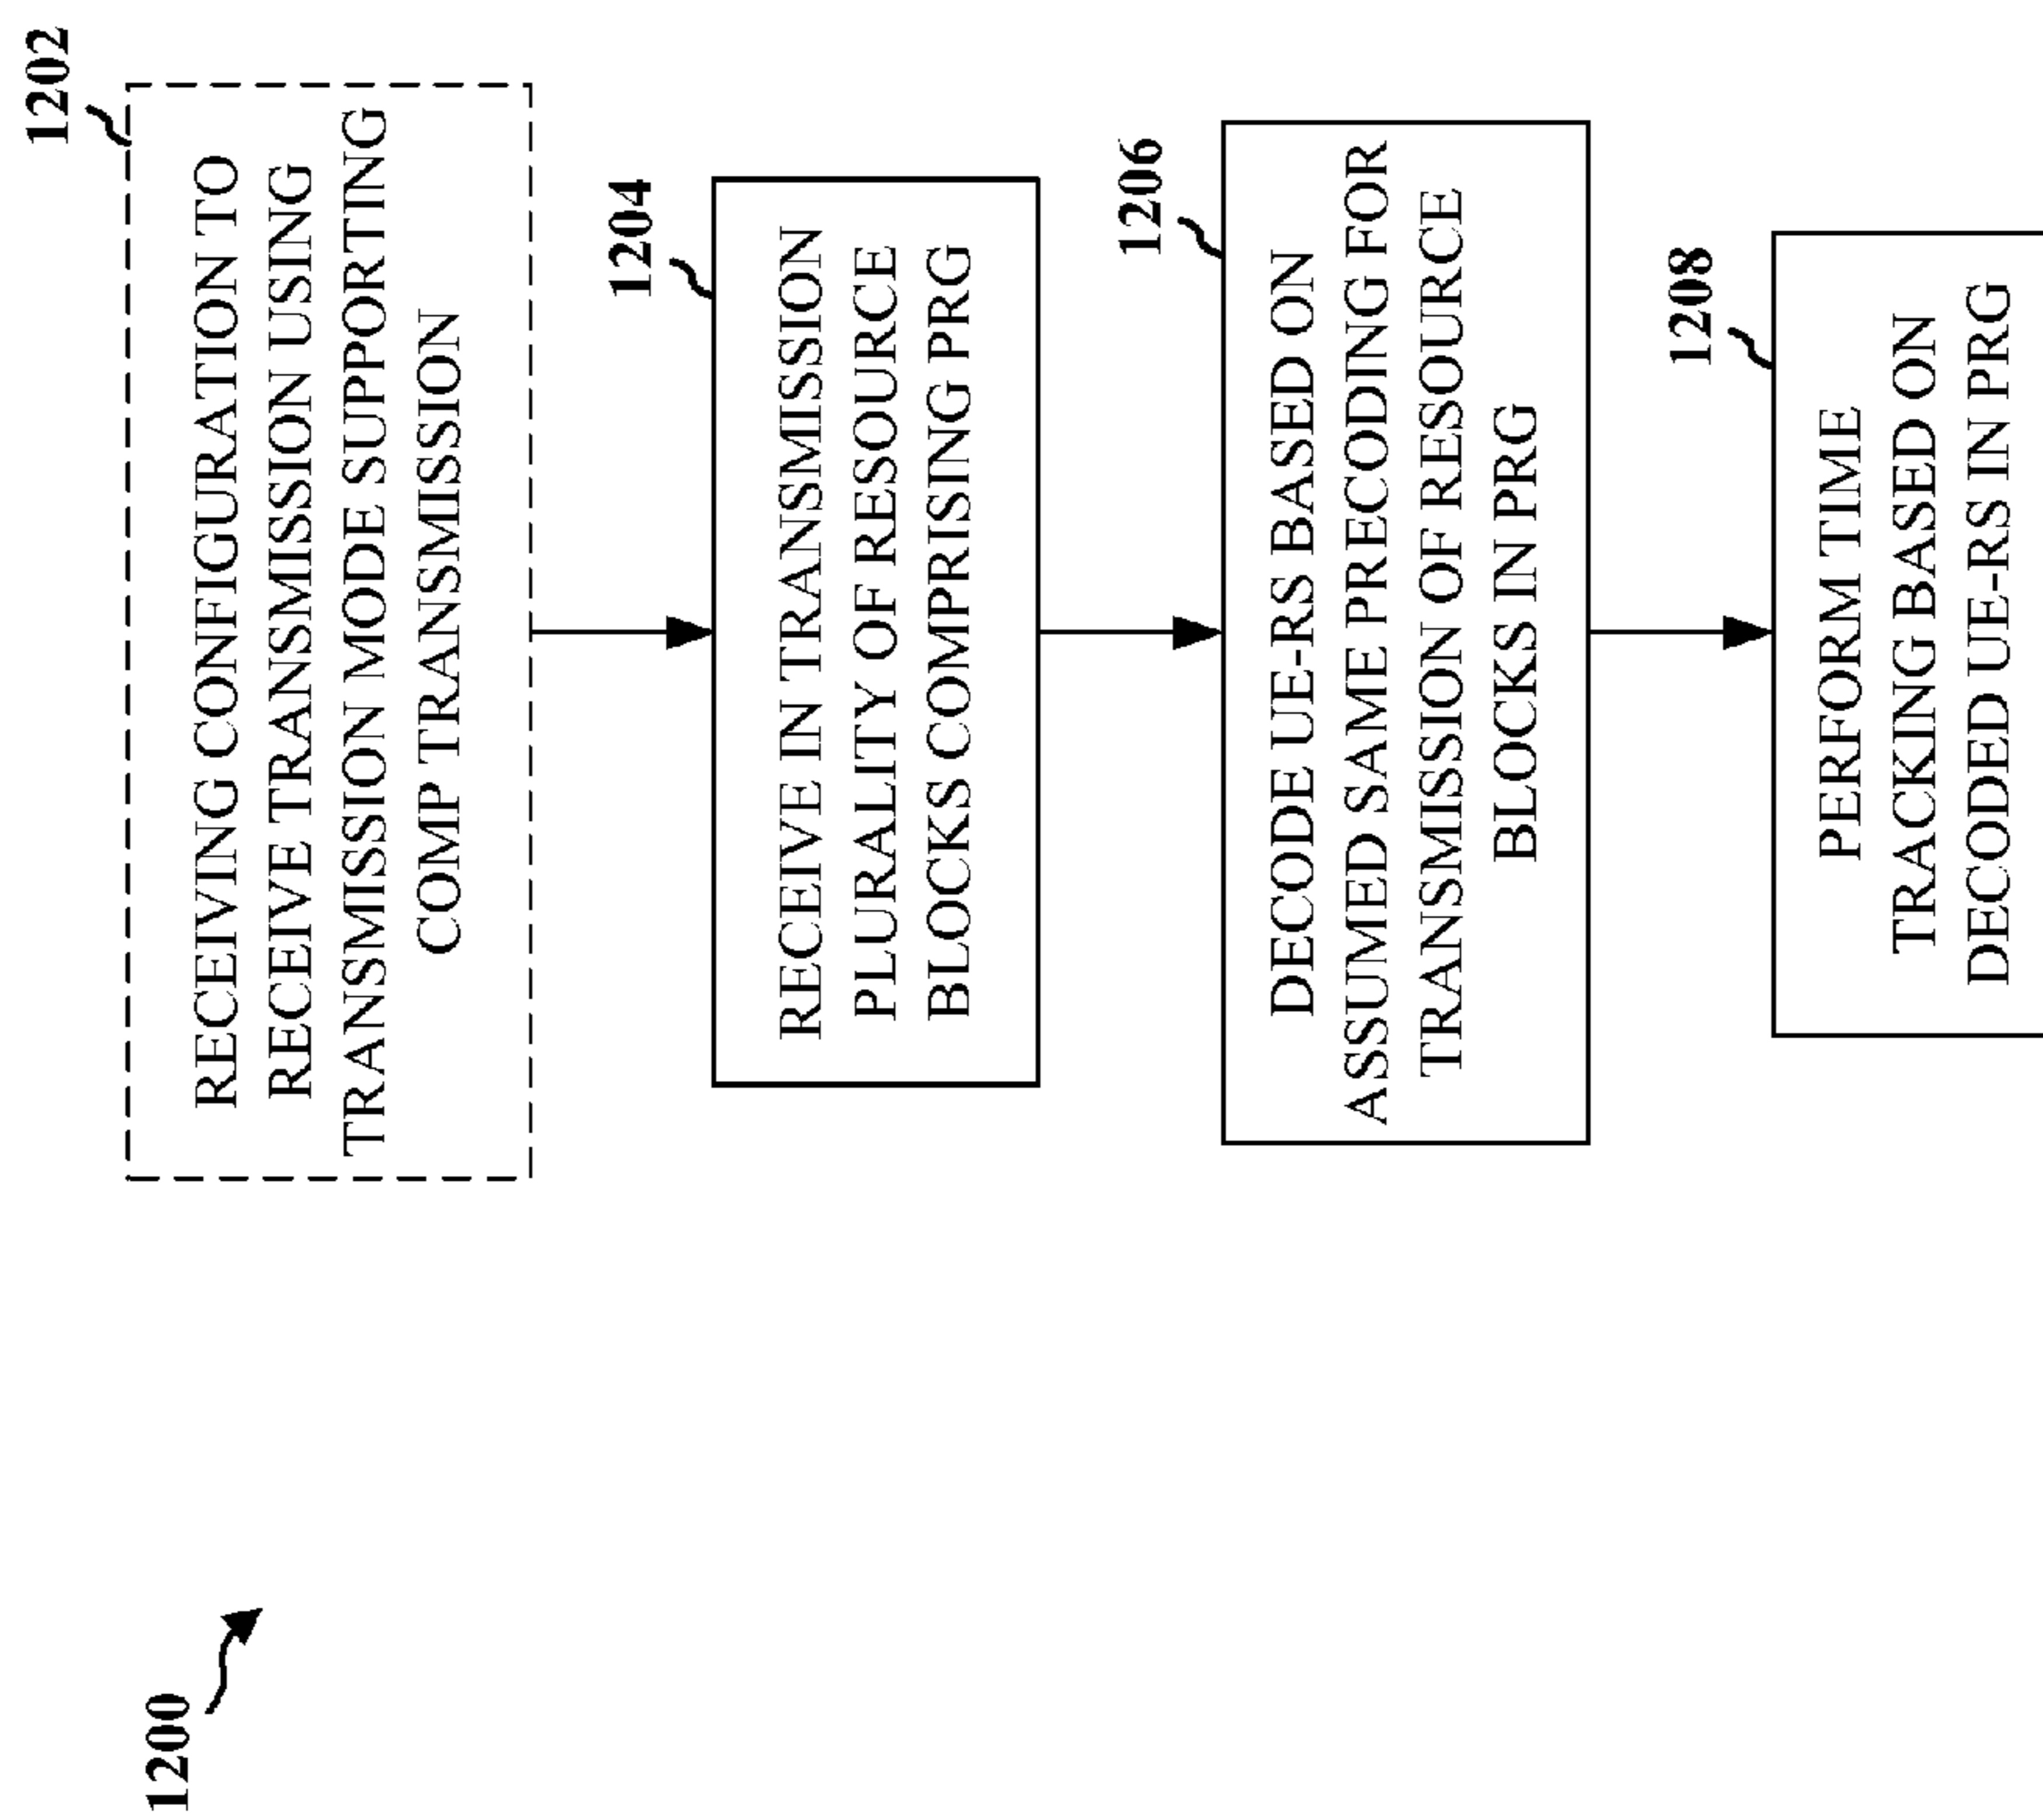 1200
1202
RECEIVING CONFIGURATION TO
RECEIVE TRANSMISSION USING
TRANSMISSION MODE SUPPORTING
COMP TRANSMISSION
1204
RECEIVE IN TRANSMISSION
PLURALITY OF RESOURCE
BLOCKS COMPRISING PRG
1206
DECODE UE-RS BASED ON
ASSUMED SAME PRECODING FOR
TRANSMISSION OF RESOURCE
BLOCKS IN PRG
1208
PERFORM TIME
TRACKING BASED ON
DECODED UE-RS IN PRG